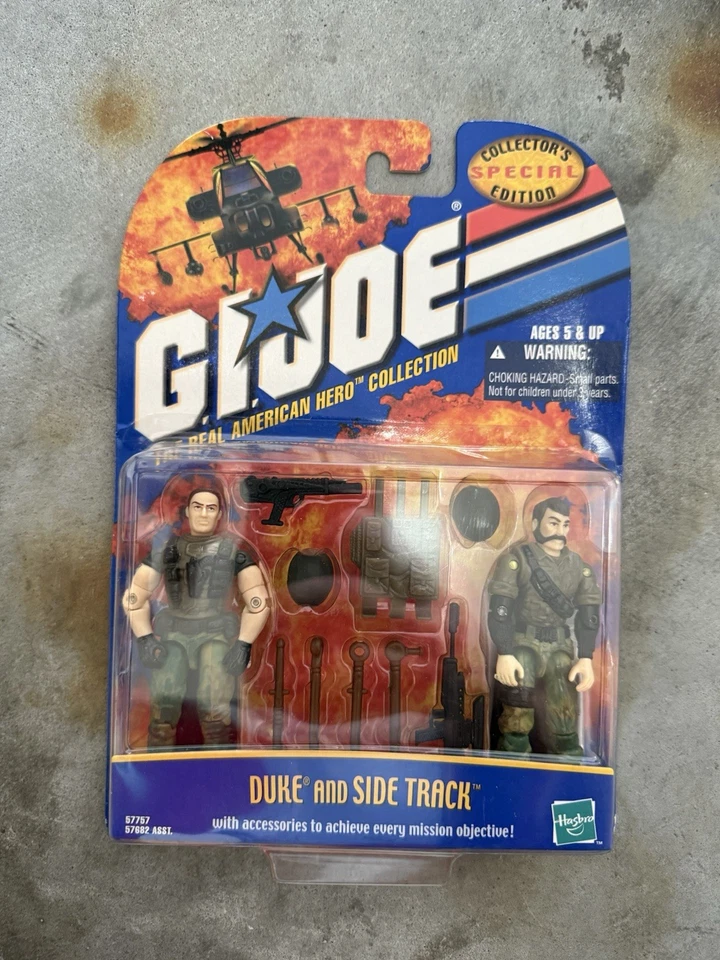 COLLECTOR'S
SPECIAL
EDITION
G.I. JOE®
THE REAL AMERICAN HERO™ COLLECTION
AGES 5 & UP
⚠ WARNING:
CHOKING HAZARD-Small parts.
Not for children under 3 years.
DUKE® AND SIDE TRACK™
57757
57682 ASST.
with accessories to achieve every mission objective!
Hasbro™